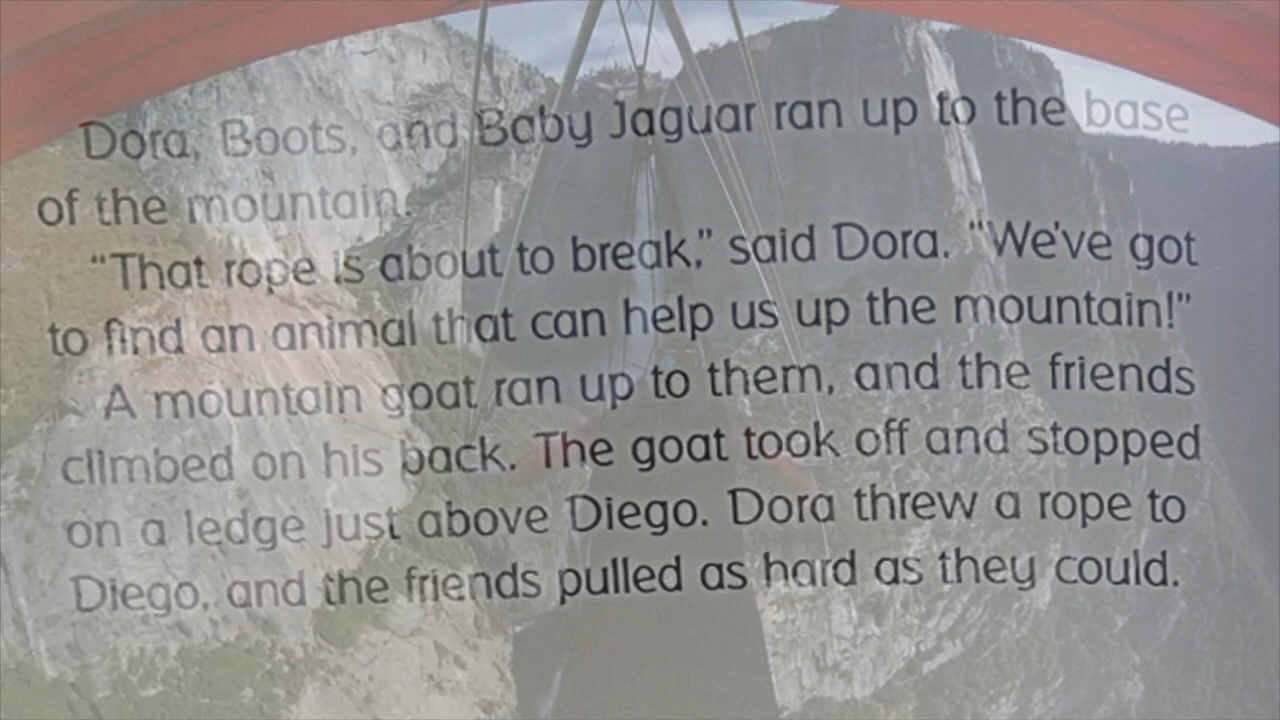 Dora, Boots, and Baby Jaguar ran up to the base
of the mountain.
“That rope is about to break,” said Dora. “We've got
to find an animal that can help us up the mountain!”
A mountain goat ran up to them, and the friends
climbed on his back. The goat took off and stopped
on a ledge just above Diego. Dora threw a rope to
Diego, and the friends pulled as hard as they could.